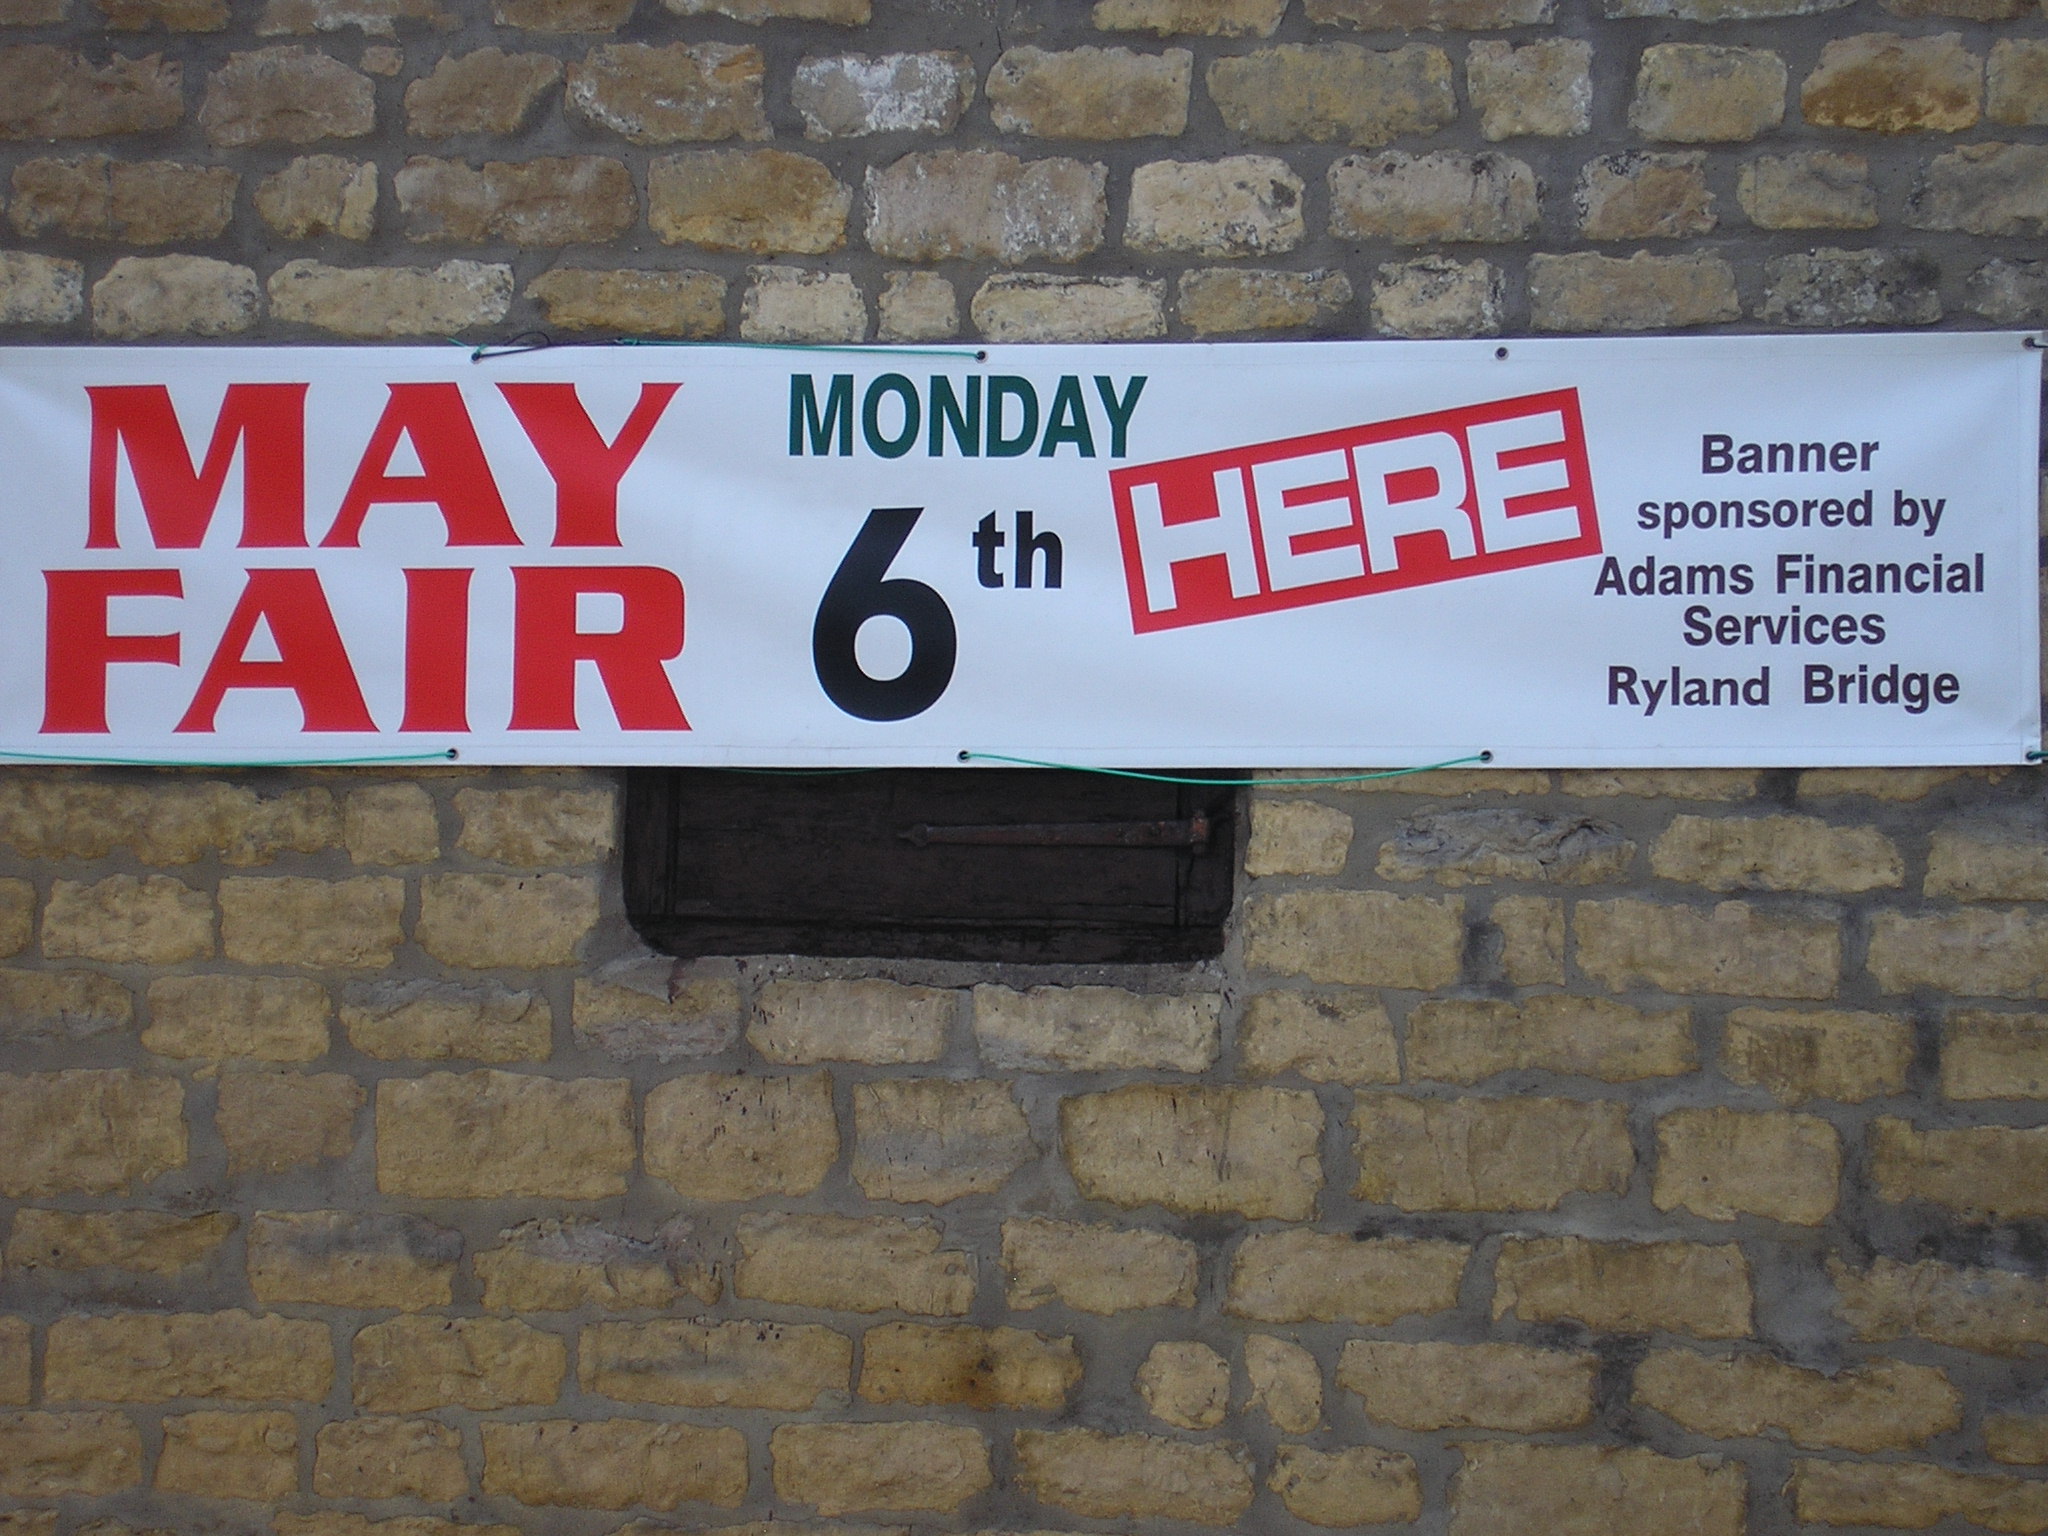 MAY
FAIR
MONDAY
6th
HERE
Banner
sponsored by
Adams Financial
Services
Ryland Bridge